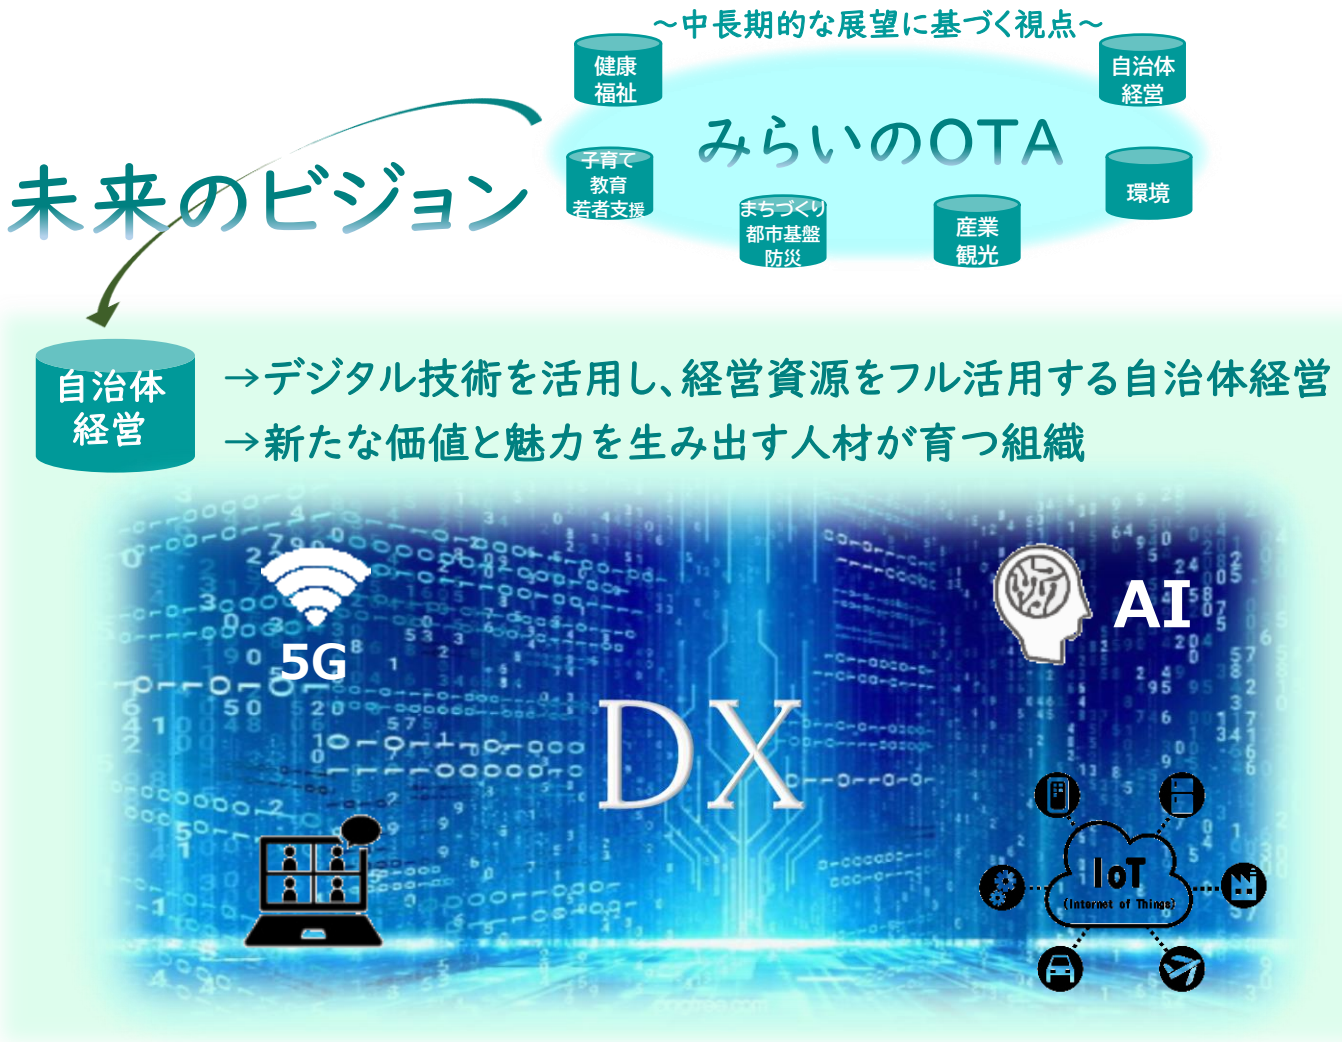 ～中長期的な展望に基づく視点～
健康
福祉
自治体
経営
みらいのOTA
子育て
教育
若者支援
環境
まちづくり
都市基盤
防災
産業
観光
未来のビジョン
自治体
経営
→デジタル技術を活用し、経営資源をフル活用する自治体経営
→新たな価値と魅力を生み出す人材が育つ組織
5G
AI
DX
IoT
(Internet of Things)